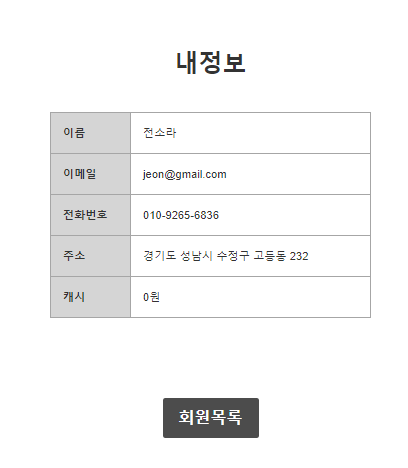 내정보
이름 전소라
이메일 jeon@gmail.com
전화번호 010-9265-6836
주소 경기도 성남시 수정구 고등동 232
캐시 0원
회원목록